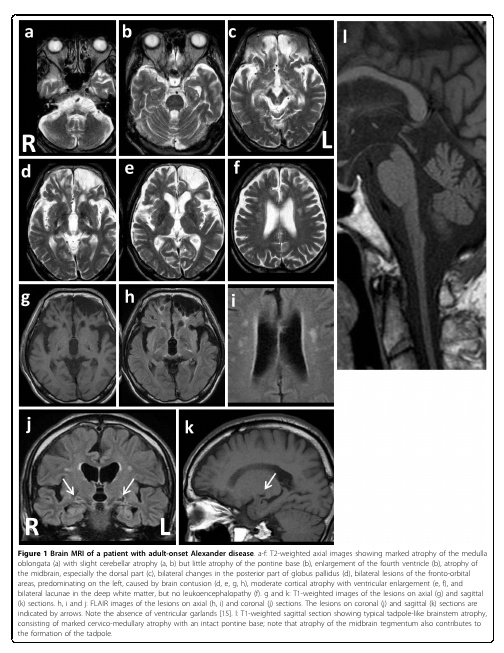 a
b
c
l
R
L
d
e
f
g
h
i
j
k
R
L
Figure 1 Brain MRI of a patient with adult-onset Alexander disease. a-f: T2-weighted axial images showing marked atrophy of the medulla
oblongata (a) with slight cerebellar atrophy (a, b) but little atrophy of the pontine base (b), enlargement of the fourth ventricle (b), atrophy of
the midbrain, especially the dorsal part (c), bilateral changes in the posterior part of globus pallidus (d), bilateral lesions of the fronto-orbital
areas, predominating on the left, caused by brain contusion (d, e, g, h), moderate cortical atrophy with ventricular enlargement (e, f), and
bilateral lacunae in the deep white matter, but no leukoencephalopathy (f). g and k: T1-weighted images of the lesions on axial (g) and sagittal
(k) sections. h, i and j: FLAIR images of the lesions on axial (h, i) and coronal (j) sections. The lesions on coronal (j) and sagittal (k) sections are
indicated by arrows. Note the absence of ventricular garlands [15]. l: T1-weighted sagittal section showing typical tadpole-like brainstem atrophy,
consisting of marked cervico-medullary atrophy with an intact pontine base; note that atrophy of the midbrain tegmentum also contributes to
the formation of the tadpole.